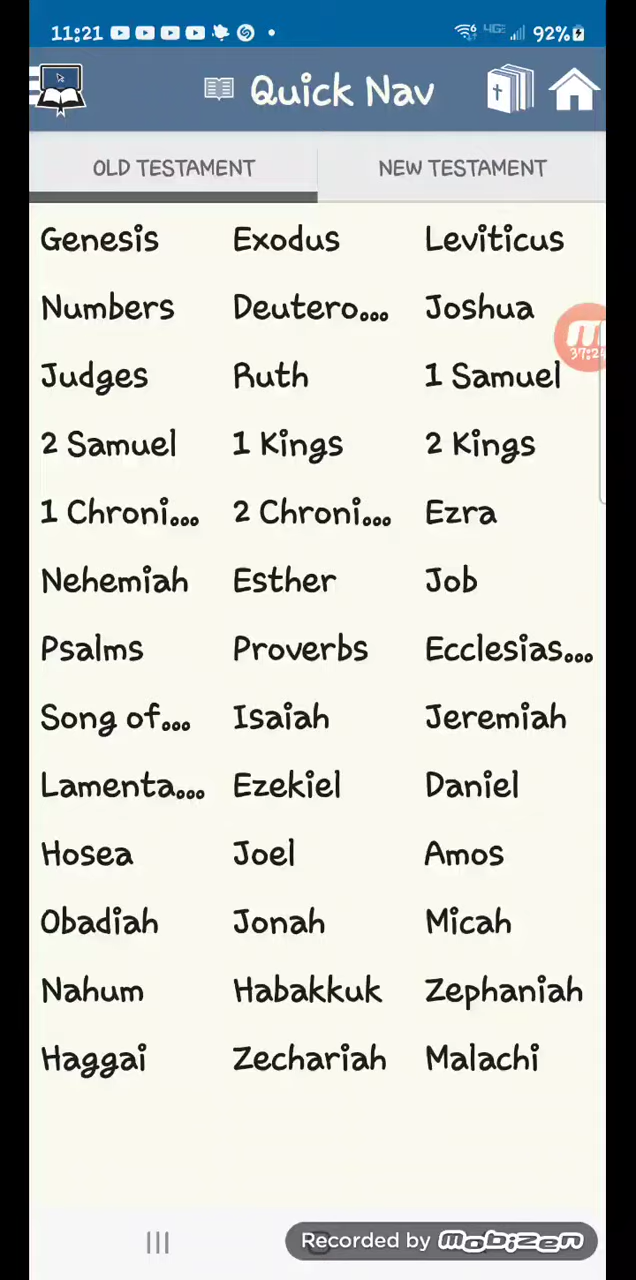 11:21 4GE 92%
Quick Nav
OLD TESTAMENT NEW TESTAMENT
Genesis Exodus Leviticus
Numbers Deutero... Joshua
37:24
Judges Ruth 1 Samuel
2 Samuel 1 Kings 2 Kings
1 Chroni... 2 Chroni... Ezra
Nehemiah Esther Job
Psalms Proverbs Ecclesias...
Song of... Isaiah Jeremiah
Lamenta... Ezekiel Daniel
Hosea Joel Amos
Obadiah Jonah Micah
Nahum Habakkuk Zephaniah
Haggai Zechariah Malachi
Recorded by mobizen